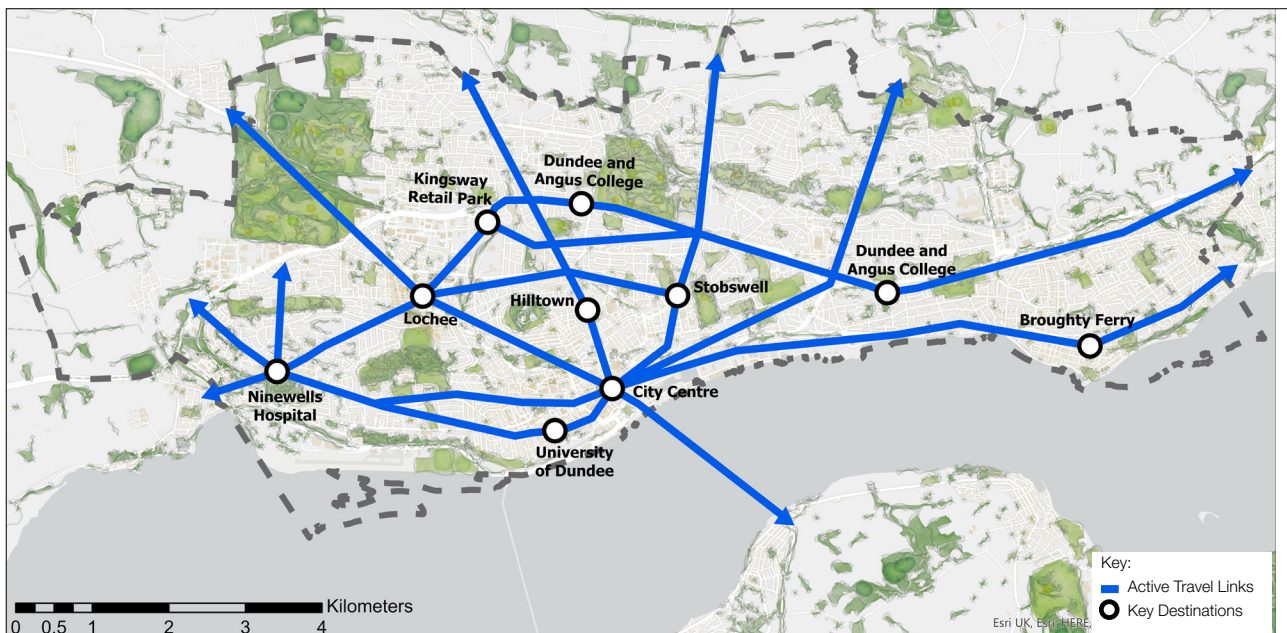 Dundee and
Angus College
Kingsway
Retail Park
Dundee and
Angus College
Stobswell
Hilltown
Lochee
Broughty Ferry
Ninewells
Hospital
City Centre
University
of Dundee
Key:
Active Travel Links
Key Destinations
Kilometers
0 0.5 1 2 3 4
Esri UK, Esri, HERE,